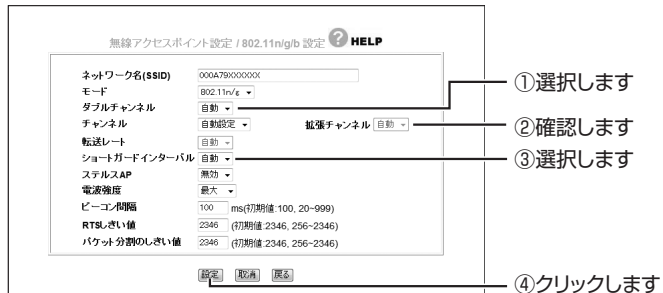 無線アクセスポイント設定 / 802.11n/g/b 設定 ? HELP
ネットワーク名(SSID) 000A79XXXXXX
モード 802.11n/g
ダブルチャンネル 自動 ①選択します
チャンネル 自動設定 拡張チャンネル 自動 ②確認します
転送レート 自動
ショートガードインターバル 自動 ③選択します
ステルスAP 無効
電波強度 最大
ビーコン間隔 100 ms(初期値:100, 20~999)
RTSしきい値 2346 (初期値:2346, 256~2346)
パケット分割のしきい値 2346 (初期値:2346, 256~2346)
設定 取消 戻る ④クリックします